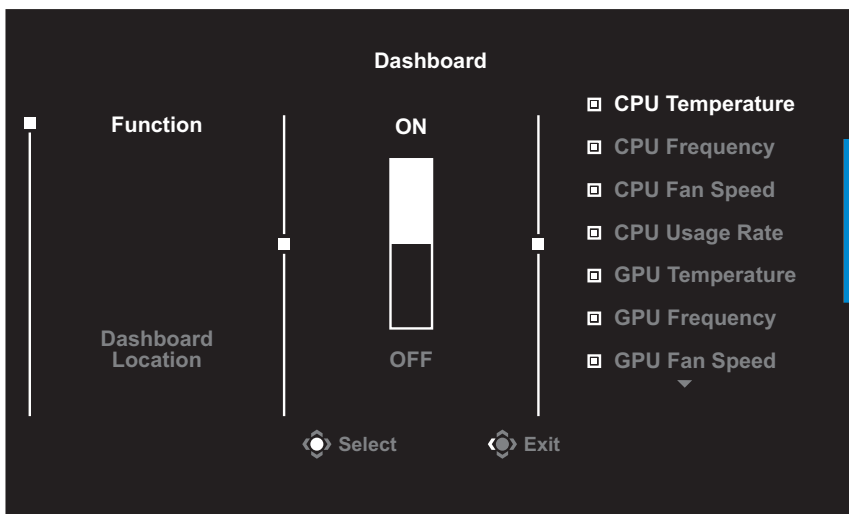 Dashboard
Function
Dashboard
Location
ON
OFF
CPU Temperature
CPU Frequency
CPU Fan Speed
CPU Usage Rate
GPU Temperature
GPU Frequency
GPU Fan Speed
Select
Exit